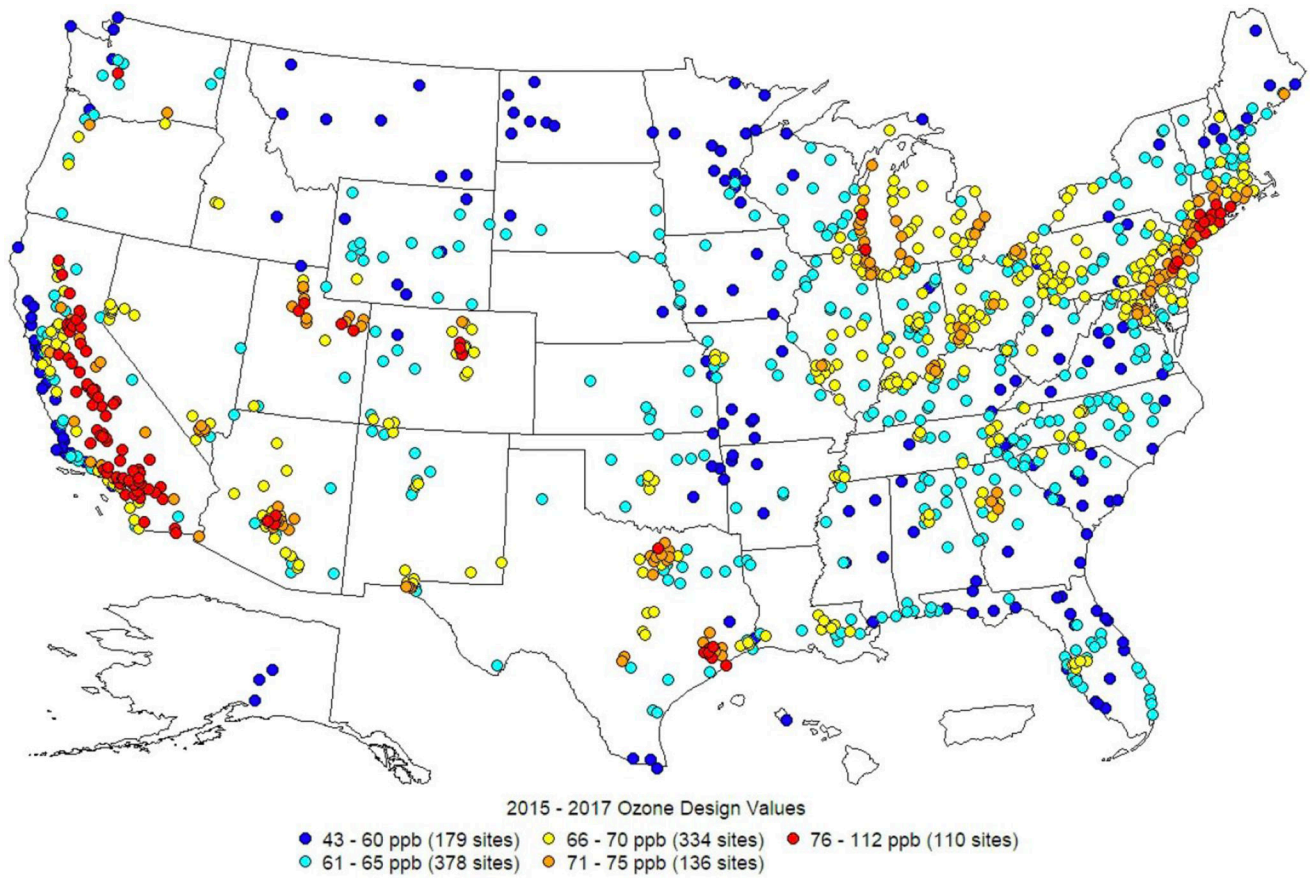 2015 - 2017 Ozone Design Values
43 - 60 ppb (179 sites) 66 - 70 ppb (334 sites) 76 - 112 ppb (110 sites)
61 - 65 ppb (378 sites) 71 - 75 ppb (136 sites)